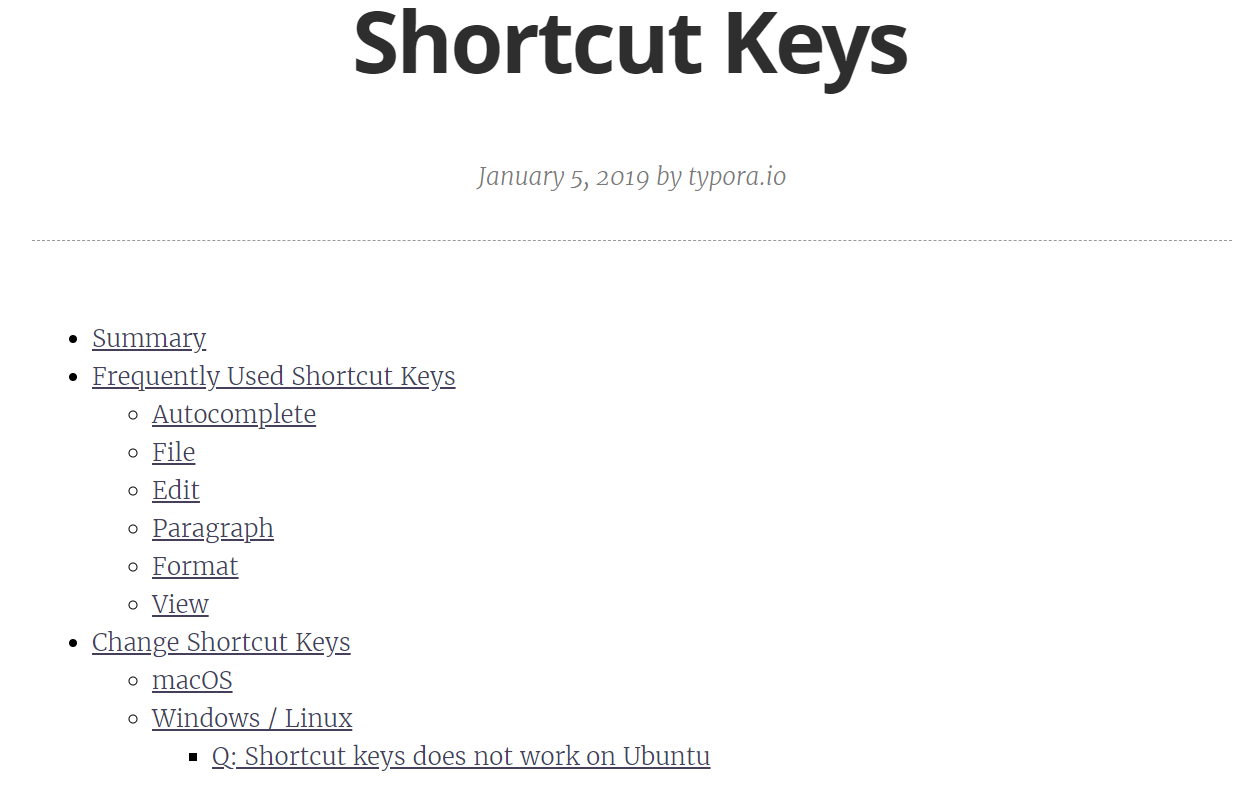 Shortcut Keys
January 5, 2019 by typora.io
Summary
Frequently Used Shortcut Keys
Autocomplete
File
Edit
Paragraph
Format
View
Change Shortcut Keys
macOS
Windows / Linux
Q: Shortcut keys does not work on Ubuntu